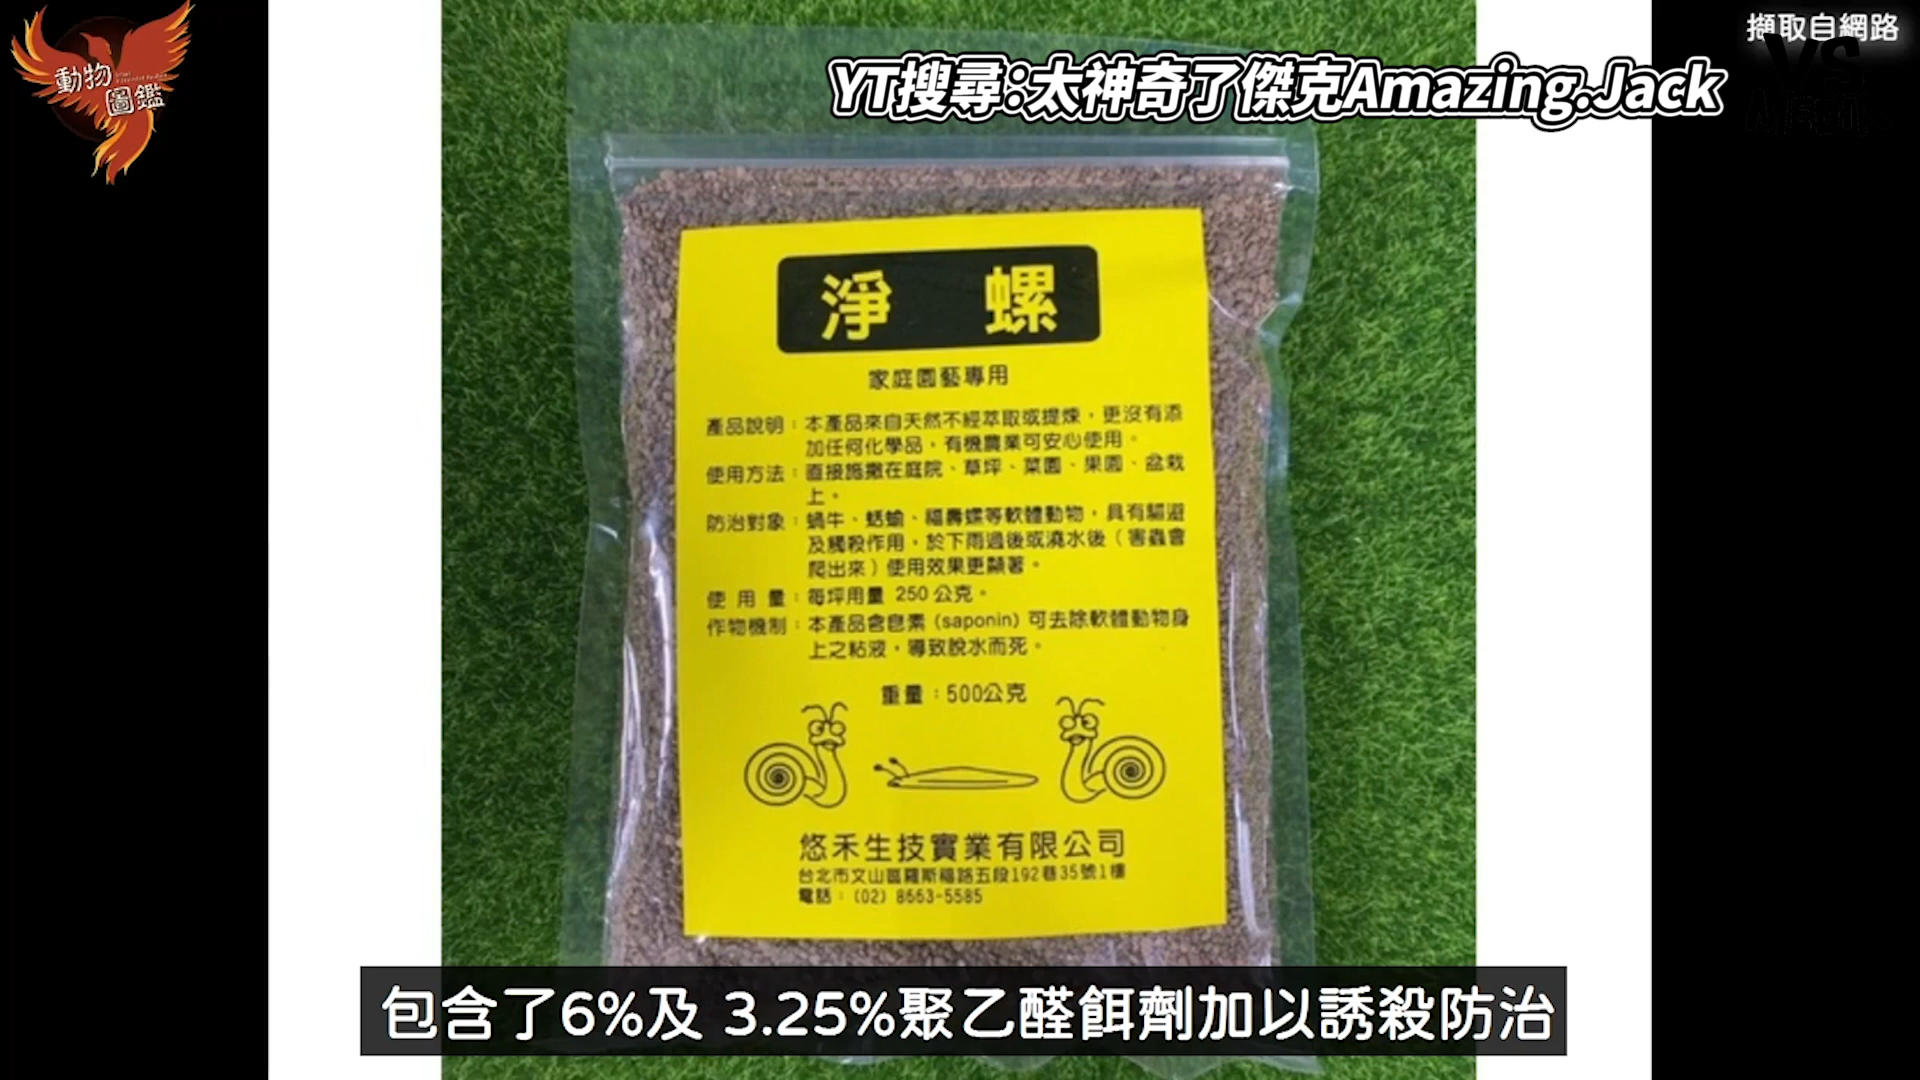 動物
圖鑑
擷取自網路
YT搜尋:太神奇了傑克Amazing.Jack
VS
淨 螺
家庭園藝專用
產品說明：本產品來自天然不經萃取或提煉，更沒有添
加任何化學品，有機農業可安心使用。
使用方法：直接施撒在庭院、草坪、菜園、果園、盆栽
上。
防治對象：蝸牛、蛞蝓、福壽螺等軟體動物，具有驅避
及觸殺作用，於下雨過後或澆水後（害蟲會
爬出來）使用效果更顯著。
使 用 量：每坪用量 250公克。
作物機制：本產品含皂素 (saponin) 可去除軟體動物身
上之粘液，導致脫水而死。
重量：500公克
悠禾生技實業有限公司
台北市文山區羅斯福路五段192巷35號1樓
電話：(02) 8663-5585
包含了6%及 3.25%聚乙醛餌劑加以誘殺防治